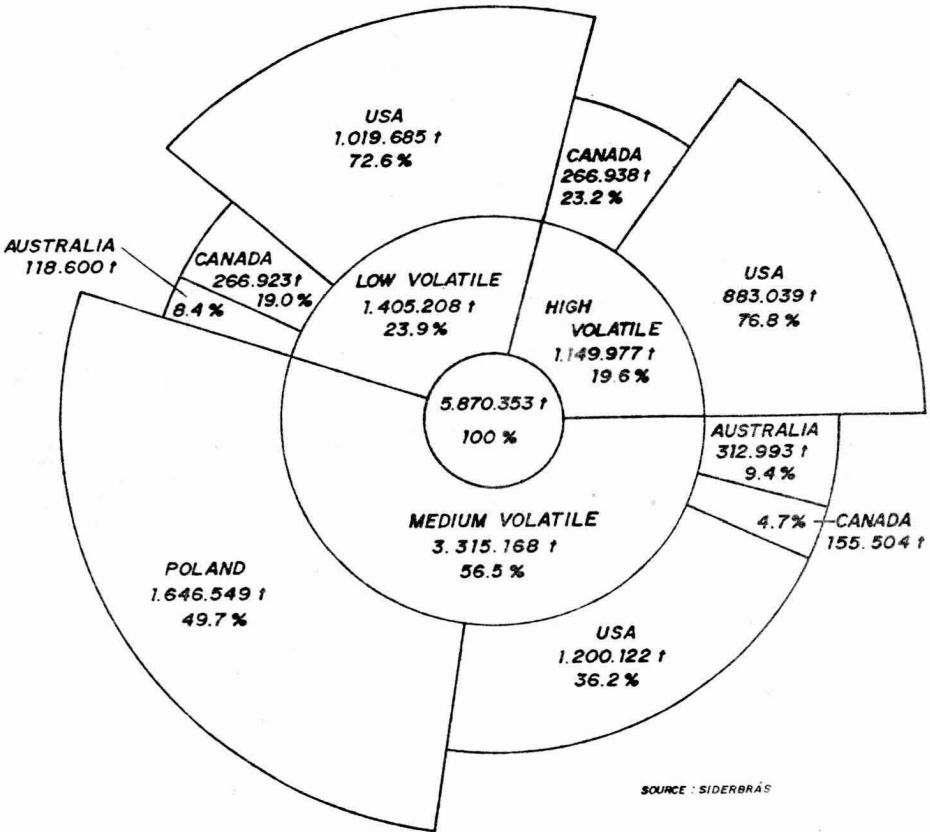 USA
1.019.685 t
72.6 %
CANADA
266.938 t
23.2 %
USA
883.039 t
76.8 %
AUSTRALIA
118.600 t
8.4 %
CANADA
266.923 t
19.0 %
LOW VOLATILE
1.405.208 t
23.9 %
HIGH
VOLATILE
1.149.977 t
19.6 %
5.870.353 t
100 %
AUSTRALIA
312.993 t
9.4 %
4.7% CANADA
155.504 t
MEDIUM VOLATILE
3.315.168 t
56.5 %
POLAND
1.646.549 t
49.7 %
USA
1.200.122 t
36.2 %
SOURCE : SIDERBRÁS